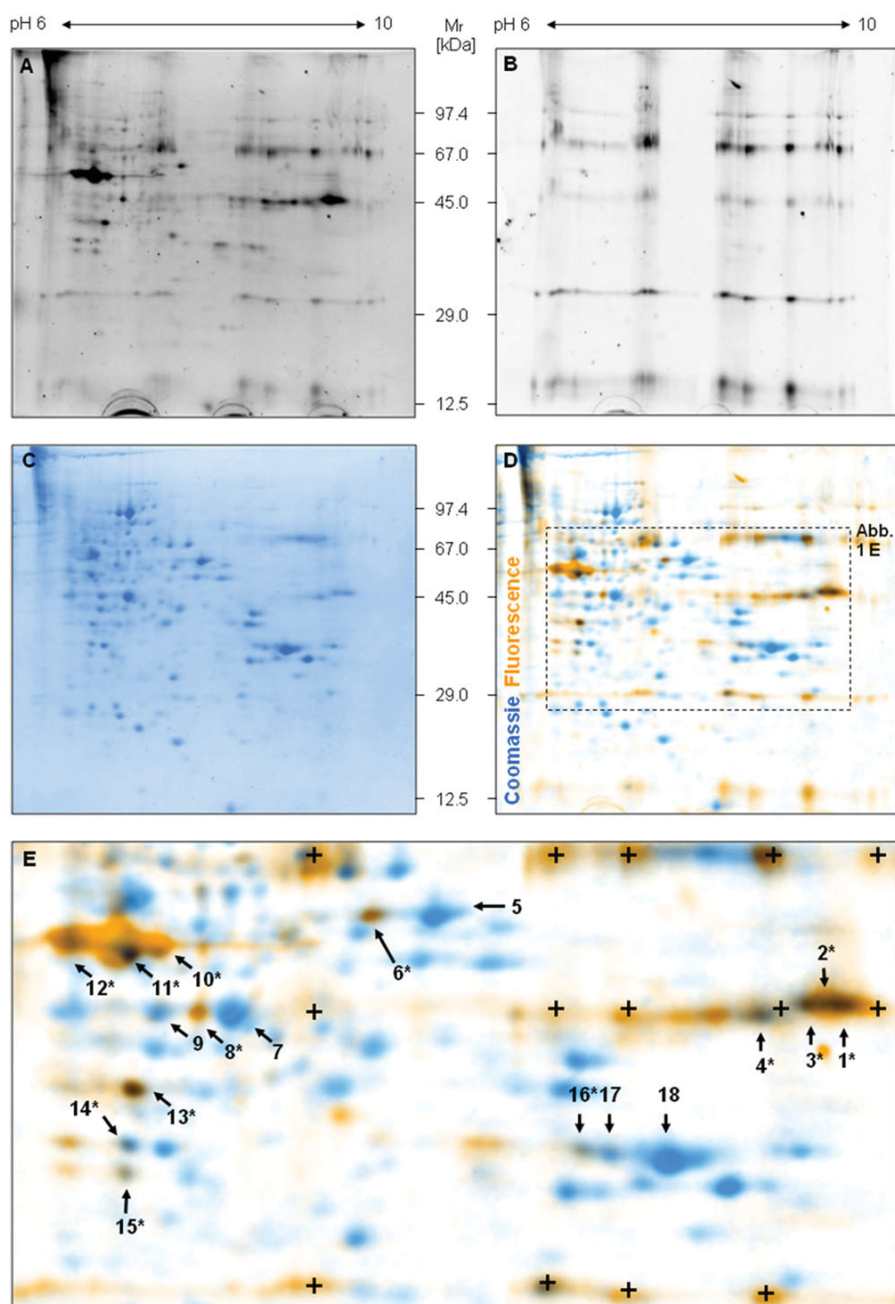 pH 6 10 Mr [kDa] pH 6 10
A B
97.4
67.0
45.0
29.0
12.5
C D
97.4
67.0
45.0
29.0
12.5
Abb.
1 E
Coomassie Fluorescence
E
5
6*
12* 11* 10*
2*
9 8* 7
4* 3* 1*
13*
14*
16* 17 18
15*
+ + + + +
+ + + +
+ + + +